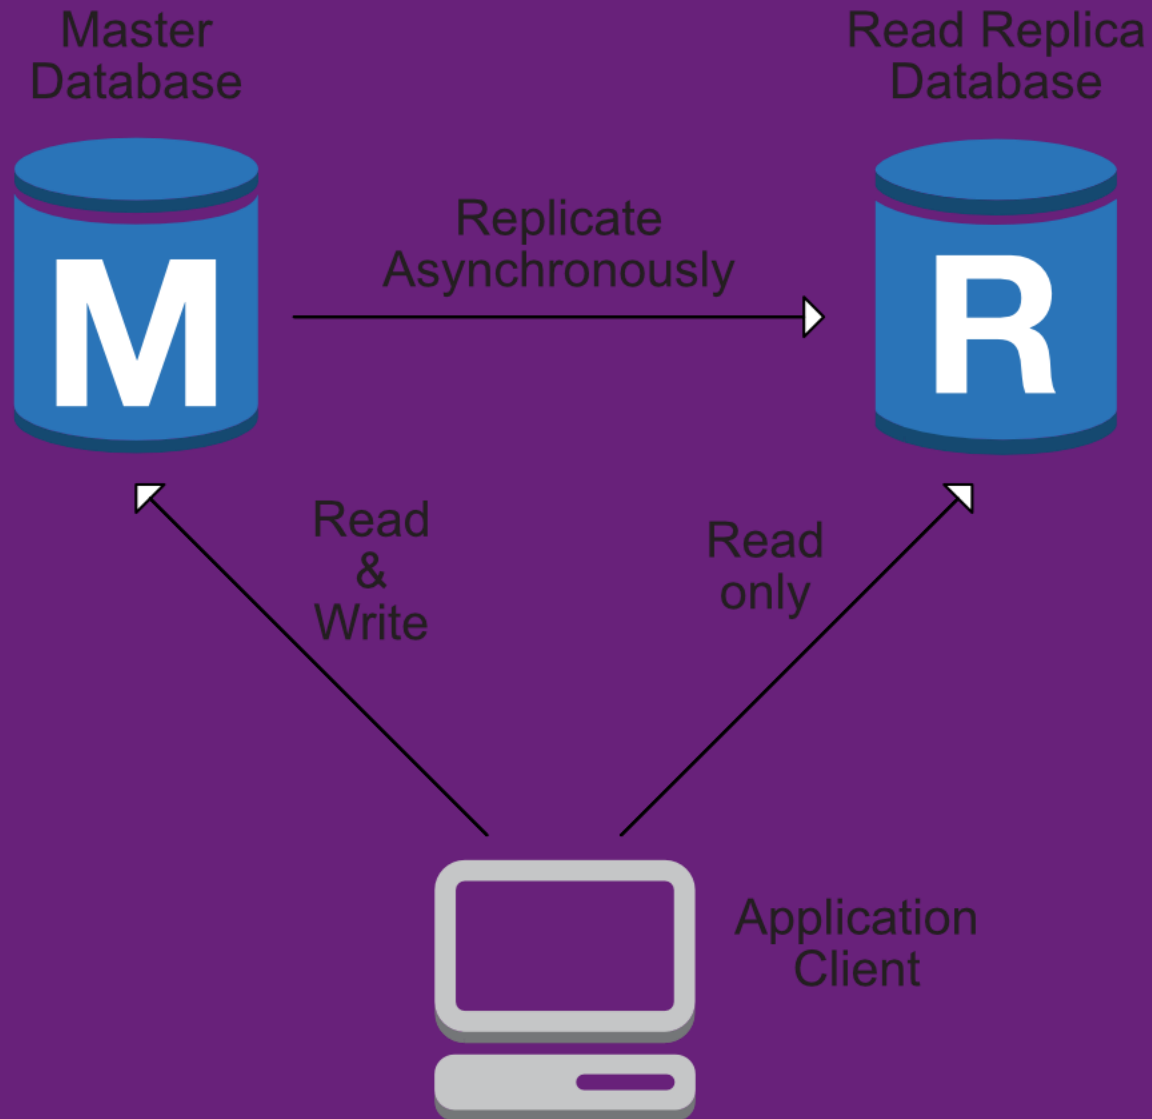 Master
Database
Read Replica
Database
Replicate
Asynchronously
M
R
Read
&
Write
Read
only
Application
Client